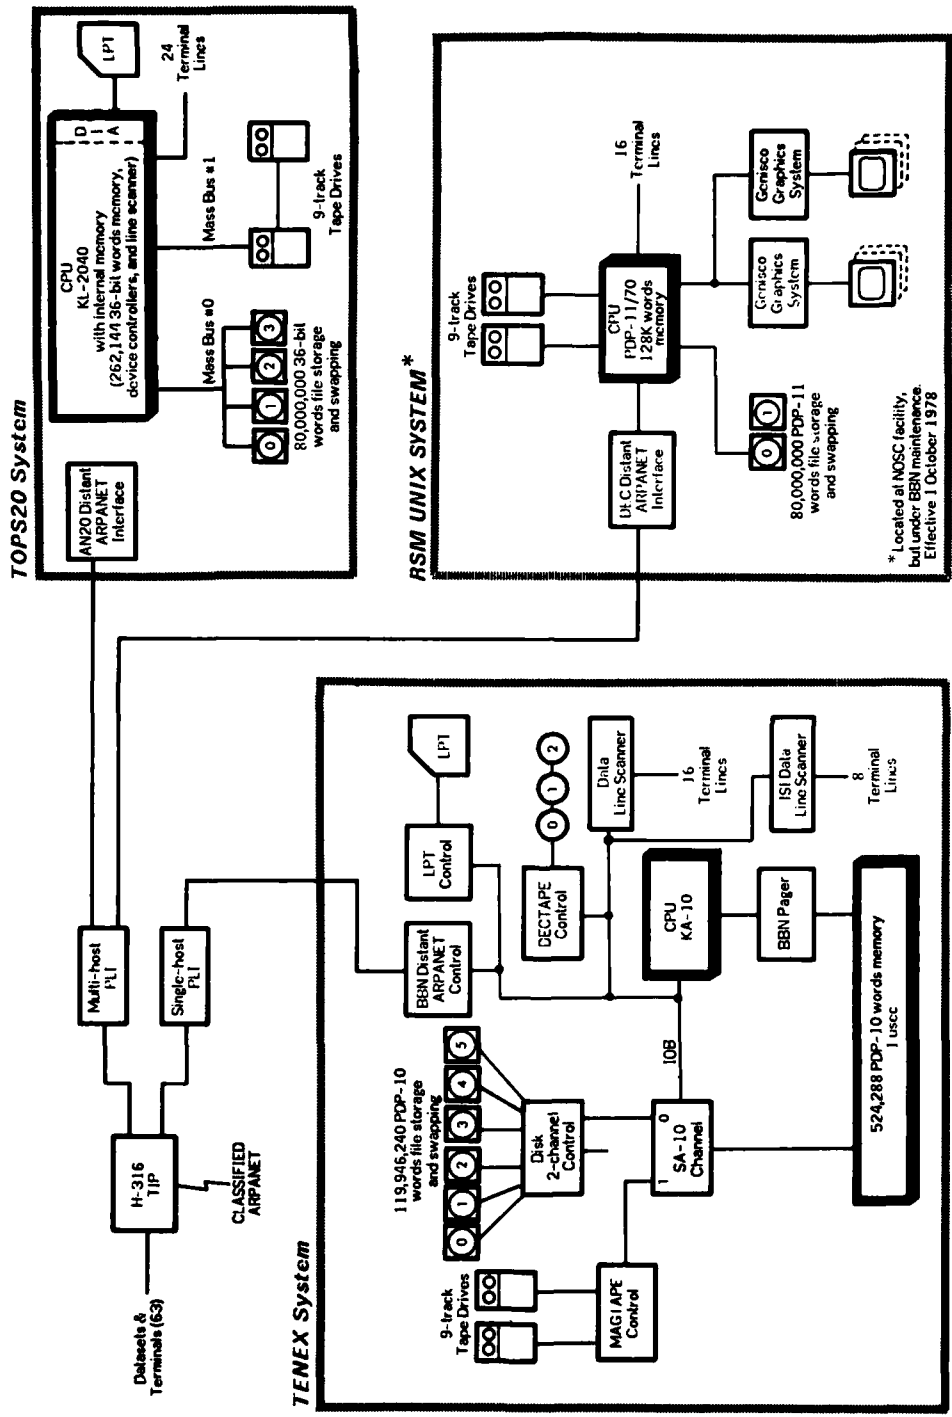 TOPS20 System
AN20 Distant
ARPANET
Interface
CPU
KL-2040
with internal memory
(262,144 36-bit words memory,
device controllers, and line scanner)
D
I
A
LPT
24
Terminal
Lines
Mass Bus #0
Mass Bus #1
0
1
2
3
80,000,000 36-bit
words file storage
and swapping
9-track
Tape Drives
RSM UNIX SYSTEM*
DEC Distant
ARPANET
Interface
9-track
Tape Drives
CPU
PDP-11/70
128K words
memory
16
Terminal
Lines
0
1
80,000,000 PDP-11
words file storage
and swapping
Genisco
Graphics
System
Genisco
Graphics
System
* Located at NOSC facility,
but under BBN maintenance.
Effective 1 October 1978
Datasets &
Terminals (63)
H-316
TIP
CLASSIFIED
ARPANET
Multi-host
PLI
Single-host
PLI
TENEX System
9-track
Tape Drives
MAGTAPE
Control
0
1
2
3
4
5
119,946,240 PDP-10
words file storage
and swapping
Disk
2-channel
Control
1
0
SA-10
Channel
IOB
BBN Distant
ARPANET
Control
LPT
Control
LPT
DECTAPE
Control
0
1
2
Data
Line Scanner
16
Terminal
Lines
ISI Data
Line Scanner
8
Terminal
Lines
CPU
KA-10
BBN Pager
524,288 PDP-10 words memory
1 usec